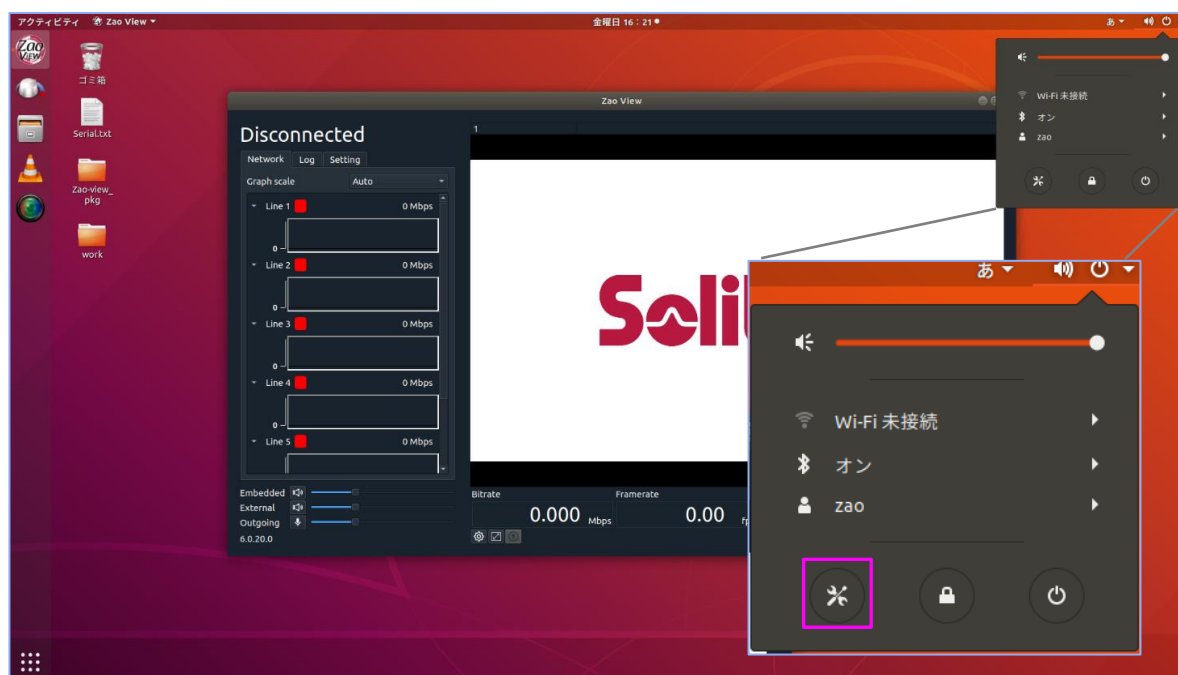 アクティビティ Zao View
金曜日 16：21
あ
Zao
VIEW
ゴミ箱
Serial.txt
Zao-view_
pkg
work
Zao View
Disconnected
Network Log Setting
Graph scale Auto
Line 1 0 Mbps
0
Line 2 0 Mbps
0
Line 3 0 Mbps
0
Line 4 0 Mbps
0
Line 5 0 Mbps
Embedded
External
Outgoing
6.0.20.0
1
Soli
Bitrate Framerate
0.000 Mbps 0.00
Wi-Fi 未接続
オン
zao
あ
Wi-Fi 未接続
オン
zao